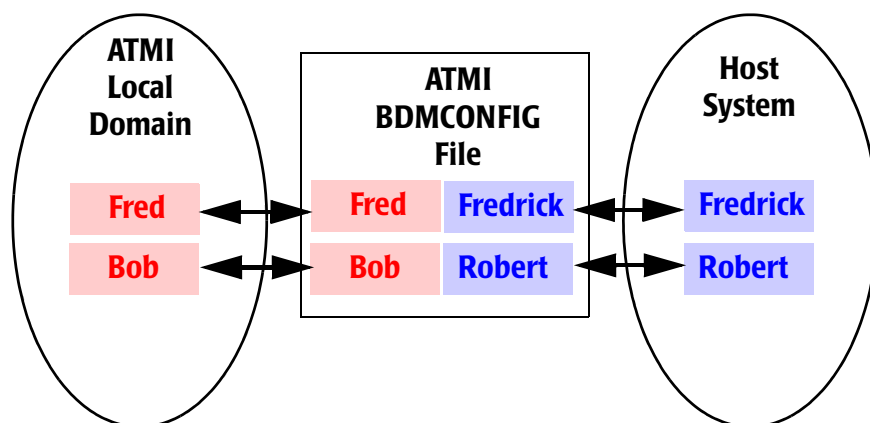 ATMI
Local
Domain
ATMI
BDMCONFIG
File
Host
System
Fred
Fred
Fredrick
Fredrick
Bob
Bob
Robert
Robert